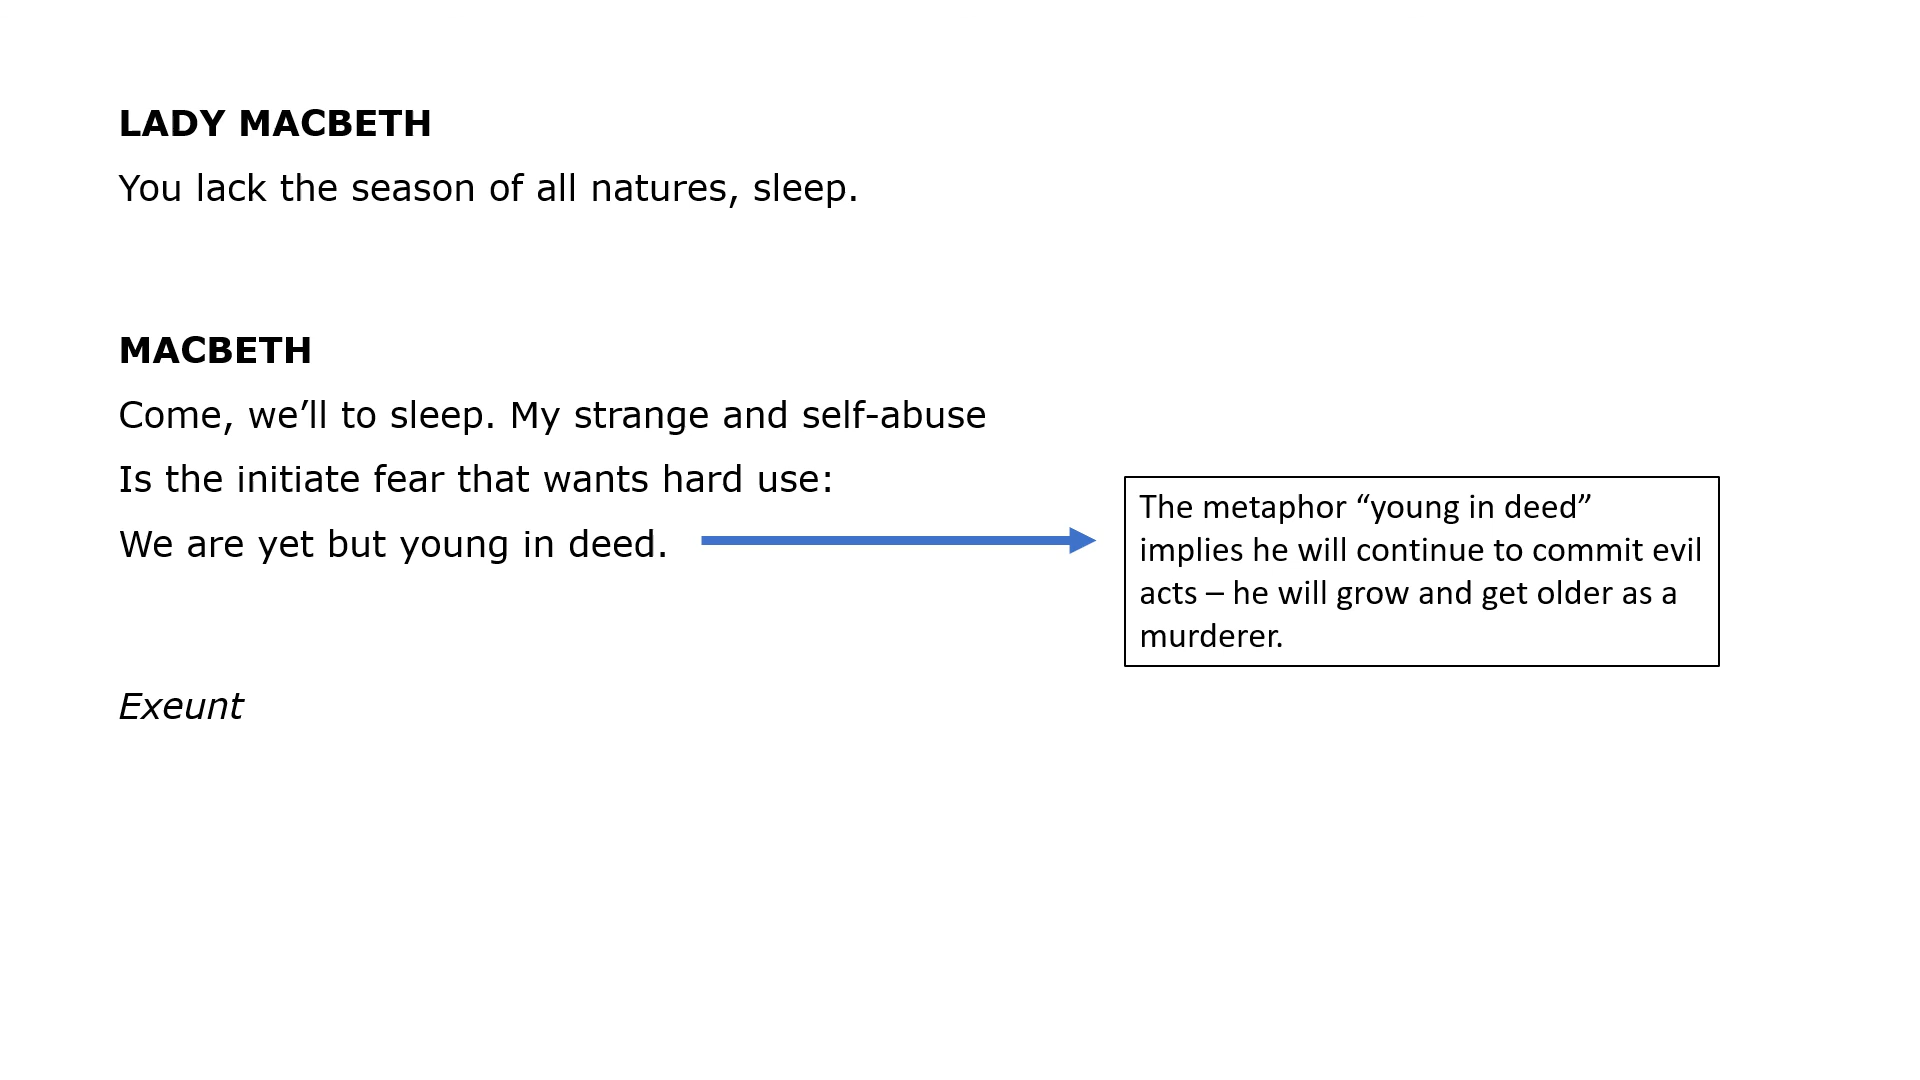 LADY MACBETH
You lack the season of all natures, sleep.
MACBETH
Come, we’ll to sleep. My strange and self-abuse
Is the initiate fear that wants hard use:
We are yet but young in deed.
The metaphor “young in deed”
implies he will continue to commit evil
acts – he will grow and get older as a
murderer.
Exeunt